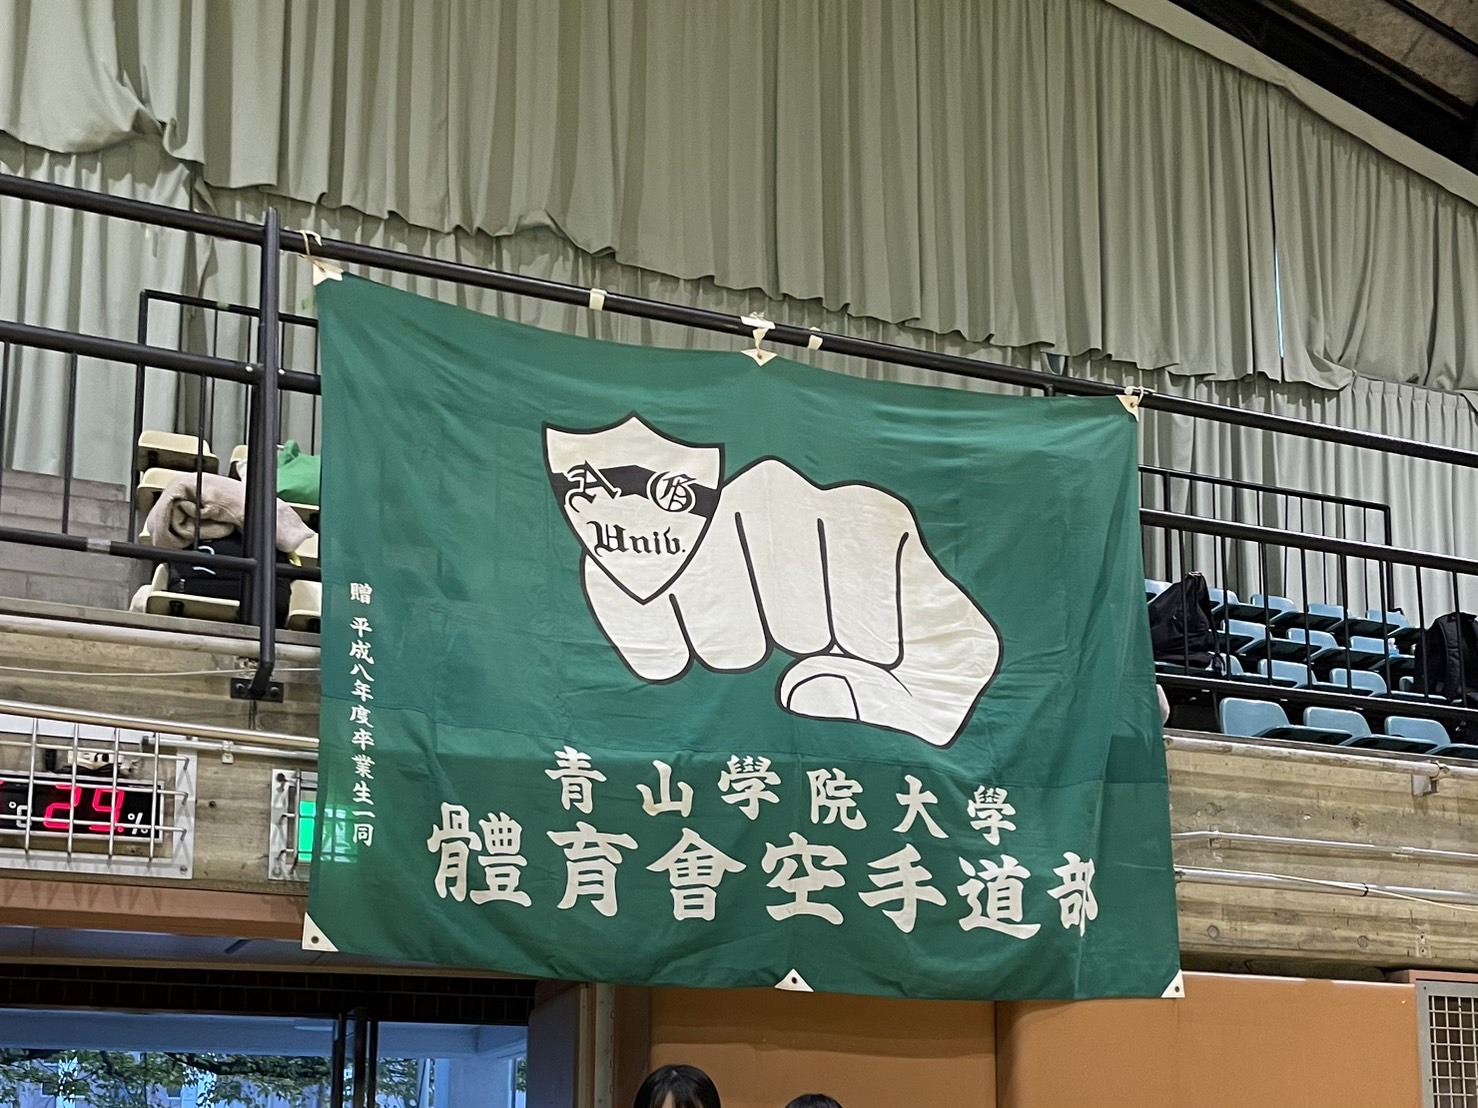 A G
Univ.
青山學院大學
體育會空手道部
贈 平成八年度卒業生一同
29.%